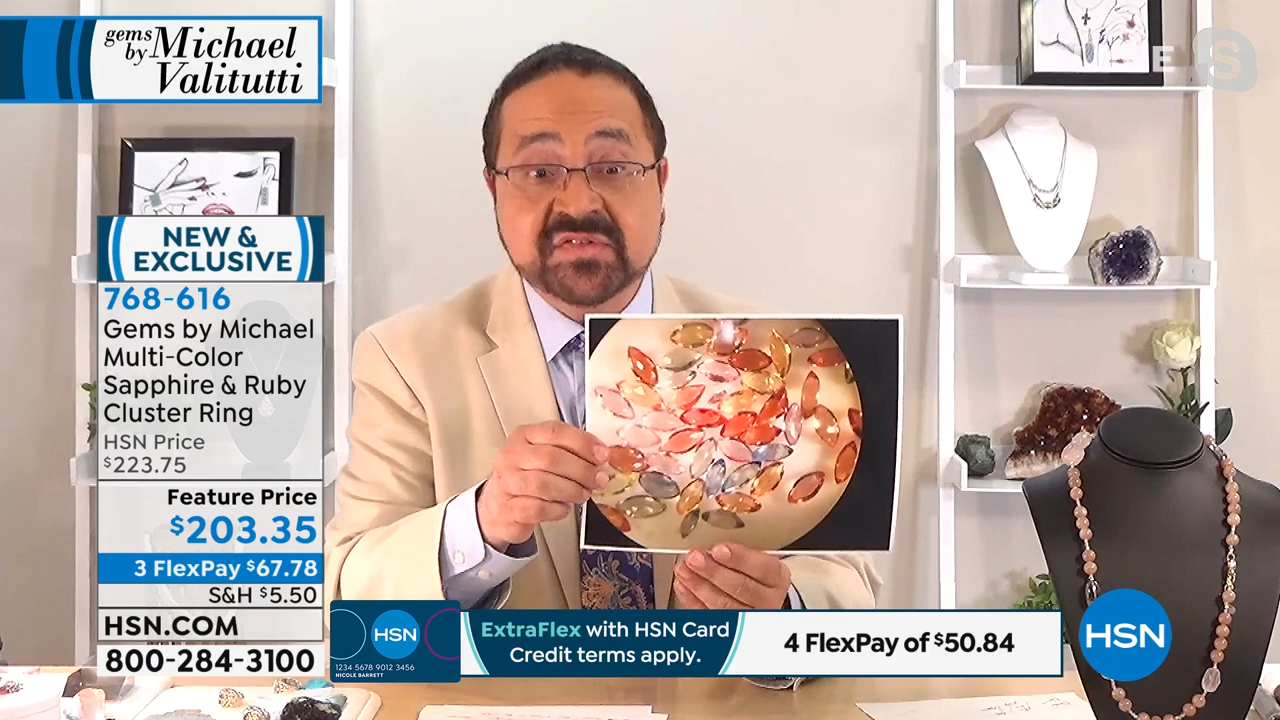 gems
by Michael
Valitutti
NEW &
EXCLUSIVE
768-616
Gems by Michael
Multi-Color
Sapphire & Ruby
Cluster Ring
HSN Price
$223.75
Feature Price
$203.35
3 FlexPay $67.78
S&H $5.50
HSN.COM
800-284-3100
HSN
1234 5678 9012 3456
NICOLE BARRETT
ExtraFlex with HSN Card
Credit terms apply.
4 FlexPay of $50.84
HSN
E S